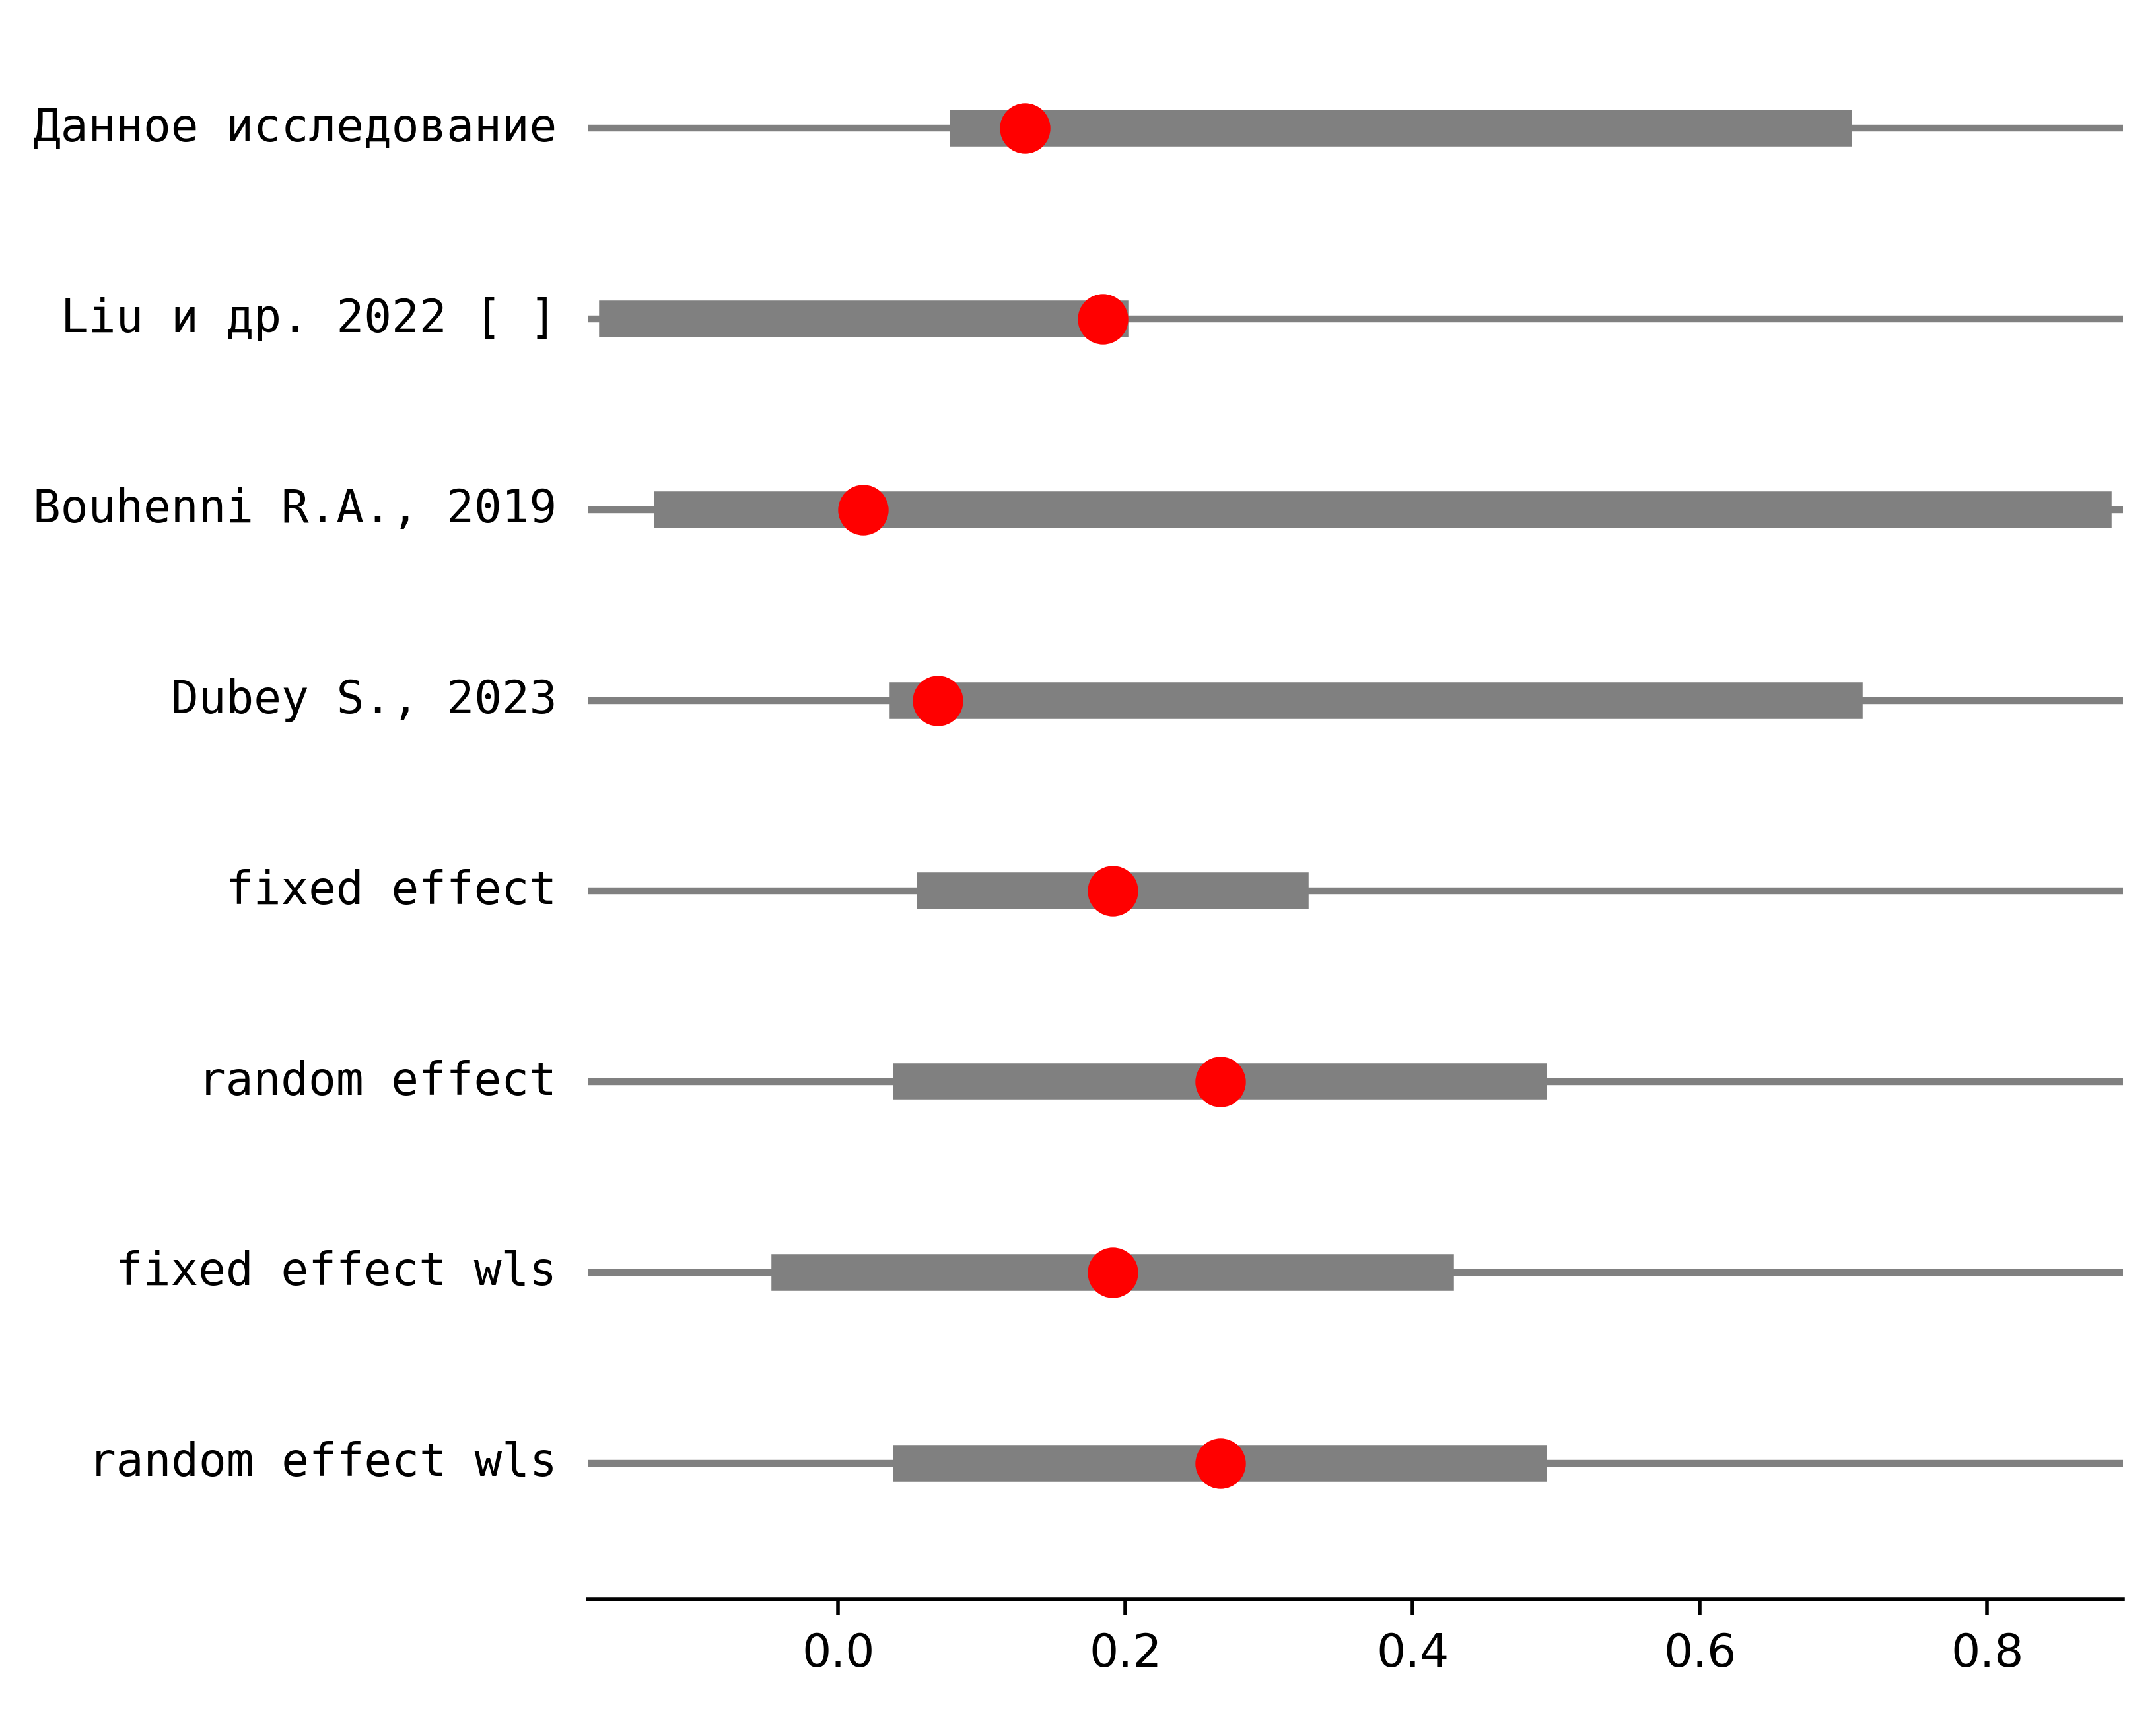 Данное исследование
Liu и др. 2022 [ ]
Bouhenni R.A., 2019
Dubey S., 2023
fixed effect
random effect
fixed effect wls
random effect wls
0.0 0.2 0.4 0.6 0.8